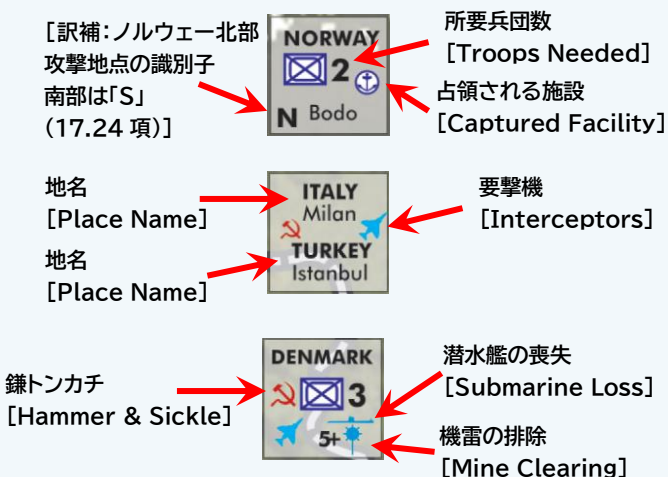 [訳補:ノルウェー北部
攻撃地点の識別子
南部は「S」
(17.24 項)]
NORWAY
2
N Bodo
所要兵団数
[Troops Needed]
占領される施設
[Captured Facility]
地名
[Place Name]
地名
[Place Name]
ITALY
Milan
TURKEY
Istanbul
要撃機
[Interceptors]
鎌トンカチ
[Hammer & Sickle]
DENMARK
3
5+
潜水艦の喪失
[Submarine Loss]
機雷の排除
[Mine Clearing]